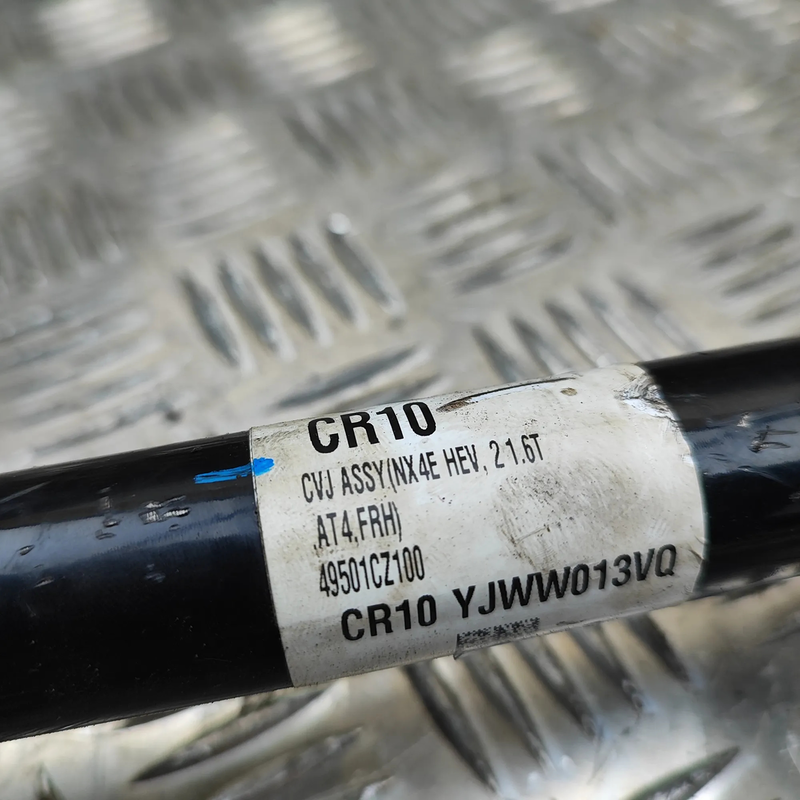 CR10
CVJ ASSY(NX4E HEV, 2 1.6T
,AT4,FRH)
49501CZ100
CR10 YJWW013VQ